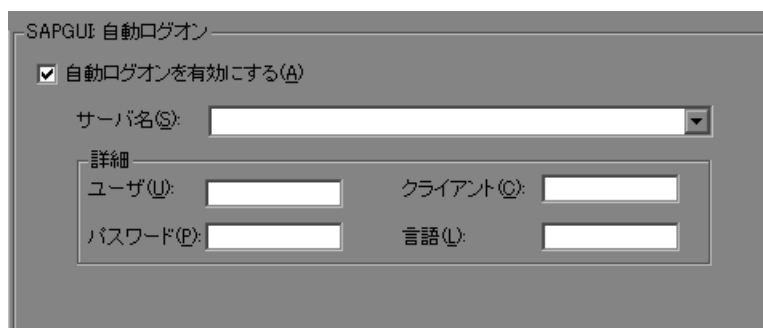 SAPGUI: 自動ログオン
自動ログオンを有効にする(A)
サーバ名(S):
詳細
ユーザ(U):
クライアント(C):
パスワード(P):
言語(L):